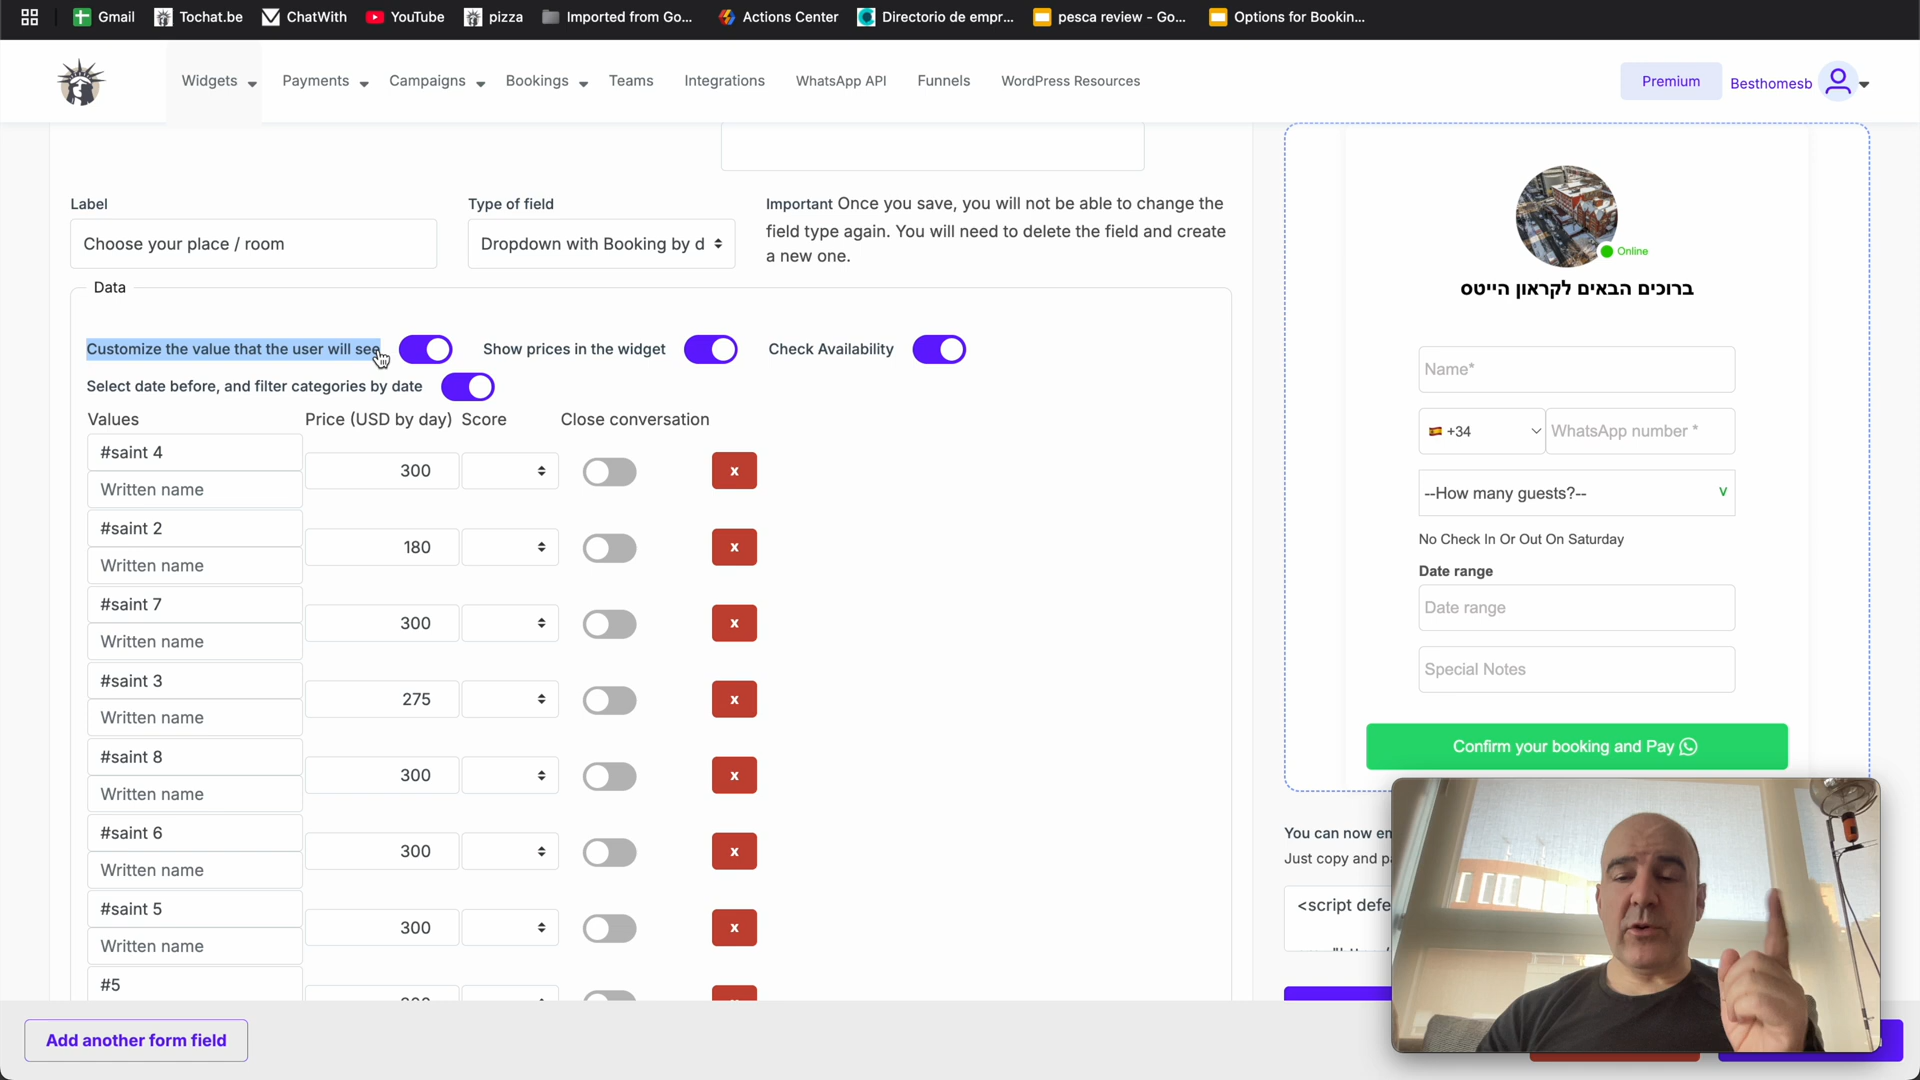 Gmail
Tochat.be
ChatWith
YouTube
pizza
Imported from Go...
Actions Center
Directorio de empr...
pesca review - Go...
Options for Bookin...
Widgets
Payments
Campaigns
Bookings
Teams
Integrations
WhatsApp API
Funnels
WordPress Resources
Premium
Besthomesb
Label
Choose your place / room
Type of field
Dropdown with Booking by d
Important Once you save, you will not be able to change the
field type again. You will need to delete the field and create
a new one.
Data
Customize the value that the user will see
Show prices in the widget
Check Availability
Select date before, and filter categories by date
Values
Price (USD by day)
Score
Close conversation
#saint 4
Written name
300
x
#saint 2
Written name
180
x
#saint 7
Written name
300
x
#saint 3
Written name
275
x
#saint 8
Written name
300
x
#saint 6
Written name
300
x
#saint 5
Written name
300
x
#5
Add another form field
Online
ברוכים הבאים לקראון הייטס
Name*
+34
WhatsApp number *
--How many guests?--
No Check In Or Out On Saturday
Date range
Date range
Special Notes
Confirm your booking and Pay
You can now en
Just copy and p
<script defe